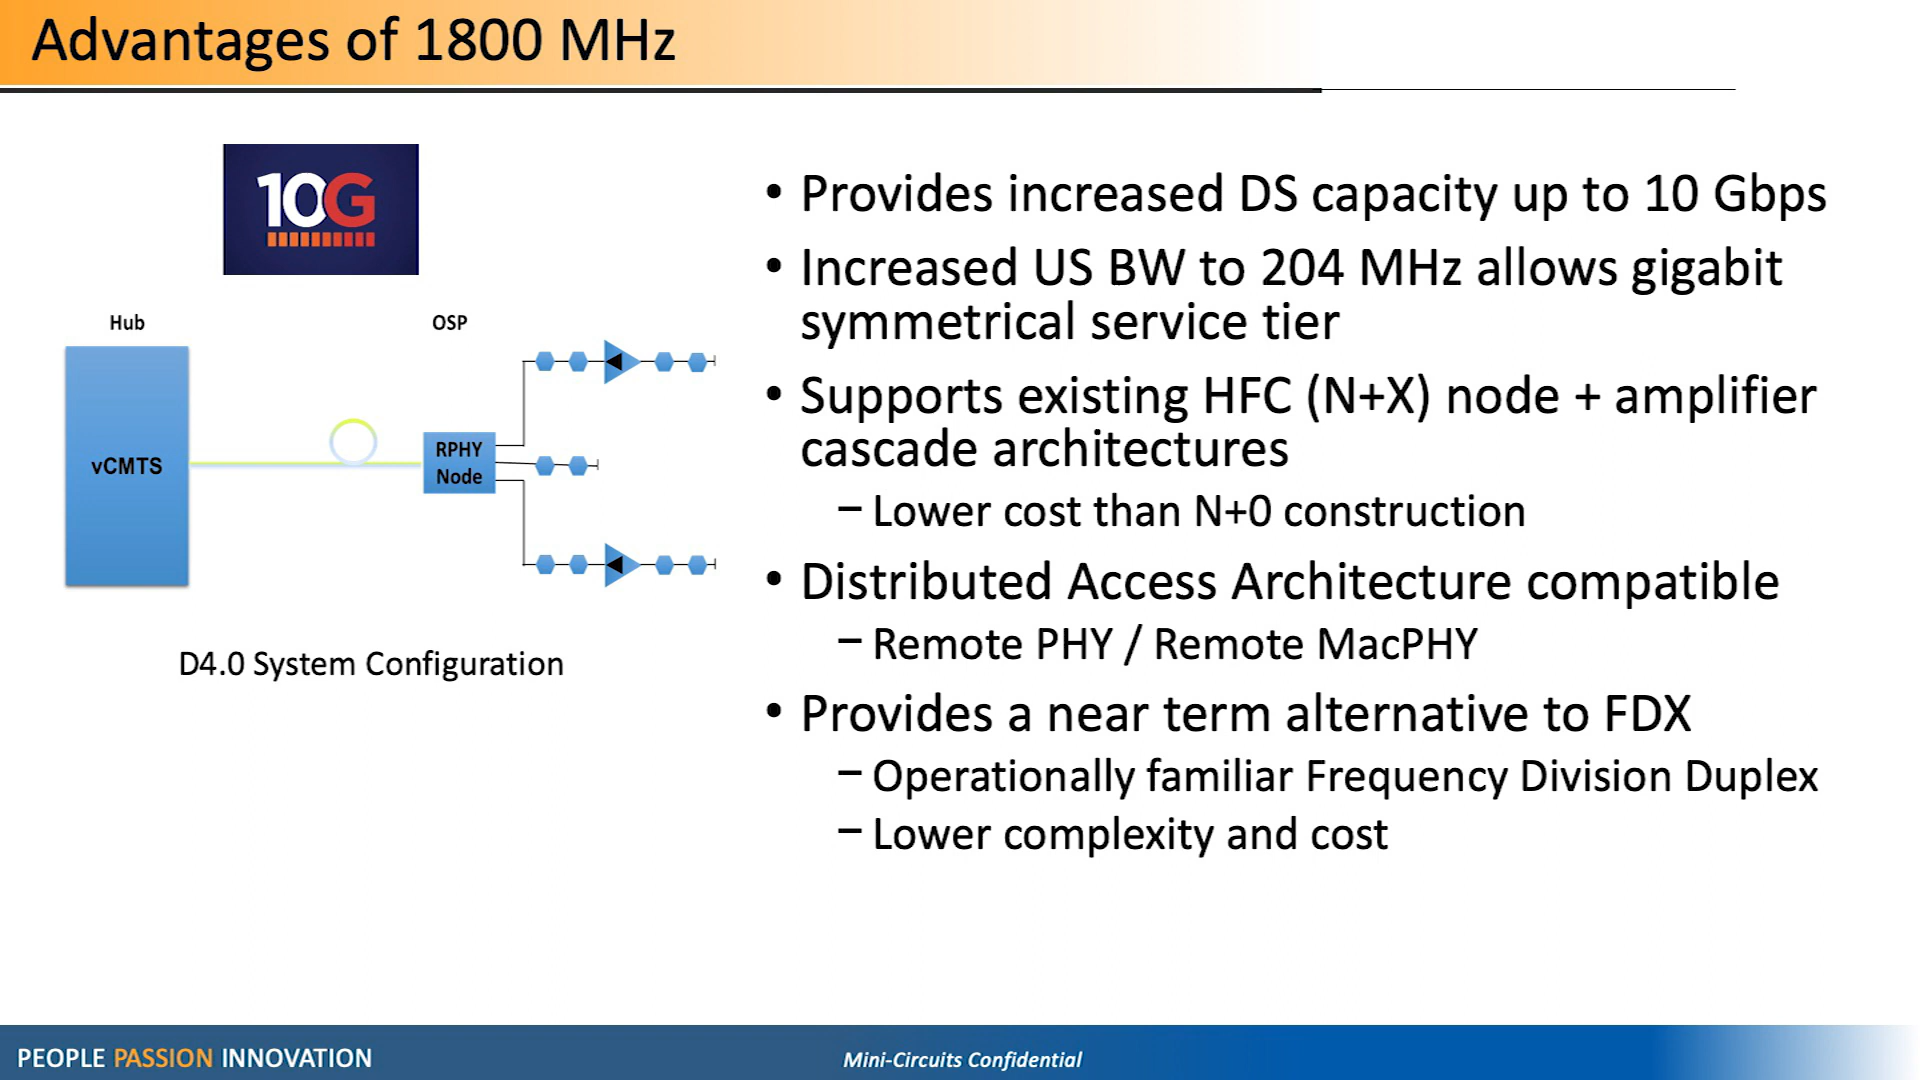 Advantages of 1800 MHz
10G
Hub
OSP
vCMTS
RPHY
Node
D4.0 System Configuration
• Provides increased DS capacity up to 10 Gbps
• Increased US BW to 204 MHz allows gigabit
symmetrical service tier
• Supports existing HFC (N+X) node + amplifier
cascade architectures
– Lower cost than N+0 construction
• Distributed Access Architecture compatible
– Remote PHY / Remote MacPHY
• Provides a near term alternative to FDX
– Operationally familiar Frequency Division Duplex
– Lower complexity and cost
PEOPLE PASSION INNOVATION
Mini-Circuits Confidential